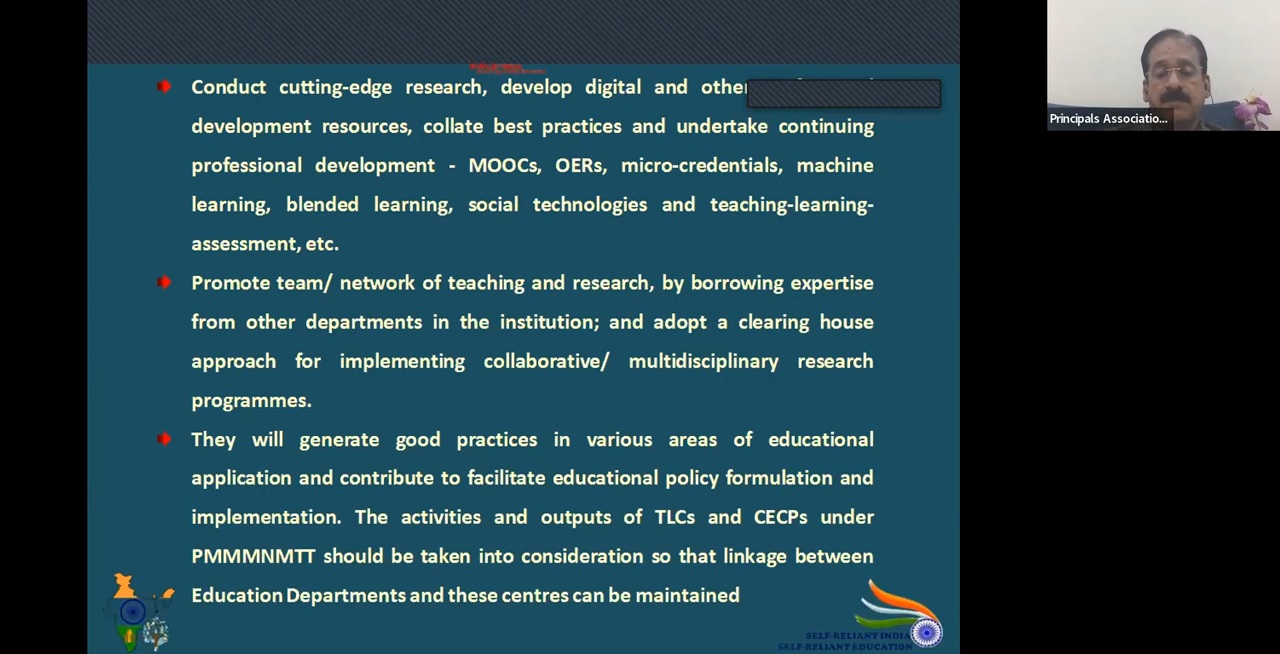 Conduct cutting-edge research, develop digital and other
development resources, collate best practices and undertake continuing
professional development - MOOCs, OERs, micro-credentials, machine
learning, blended learning, social technologies and teaching-learning-
assessment, etc.
Promote team/ network of teaching and research, by borrowing expertise
from other departments in the institution; and adopt a clearing house
approach for implementing collaborative/ multidisciplinary research
programmes.
They will generate good practices in various areas of educational
application and contribute to facilitate educational policy formulation and
implementation. The activities and outputs of TLCs and CECPs under
PMMMNMTT should be taken into consideration so that linkage between
Education Departments and these centres can be maintained
SELF-RELIANT INDIA
SELF-RELIANT EDUCATION
Principals Associatio...